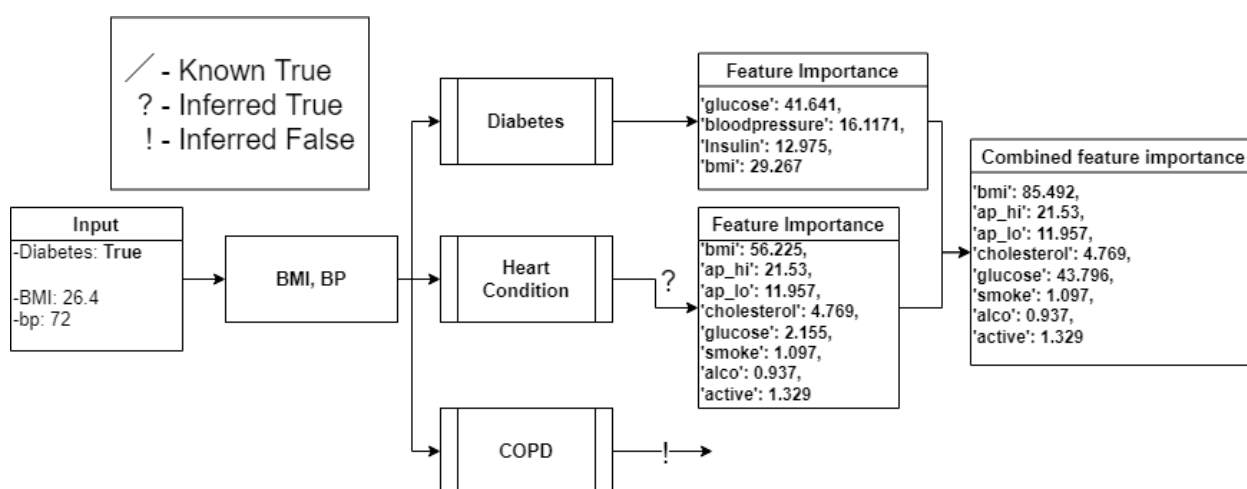 / - Known True
? - Inferred True
! - Inferred False
Input
-Diabetes: True
-BMI: 26.4
-bp: 72
BMI, BP
Diabetes
Heart
Condition
?
COPD
!
Feature Importance
'glucose': 41.641,
'bloodpressure': 16.1171,
'Insulin': 12.975,
'bmi': 29.267
Feature Importance
'bmi': 56.225,
'ap_hi': 21.53,
'ap_lo': 11.957,
'cholesterol': 4.769,
'glucose': 2.155,
'smoke': 1.097,
'alco': 0.937,
'active': 1.329
Combined feature importance
'bmi': 85.492,
'ap_hi': 21.53,
'ap_lo': 11.957,
'cholesterol': 4.769,
'glucose': 43.796,
'smoke': 1.097,
'alco': 0.937,
'active': 1.329